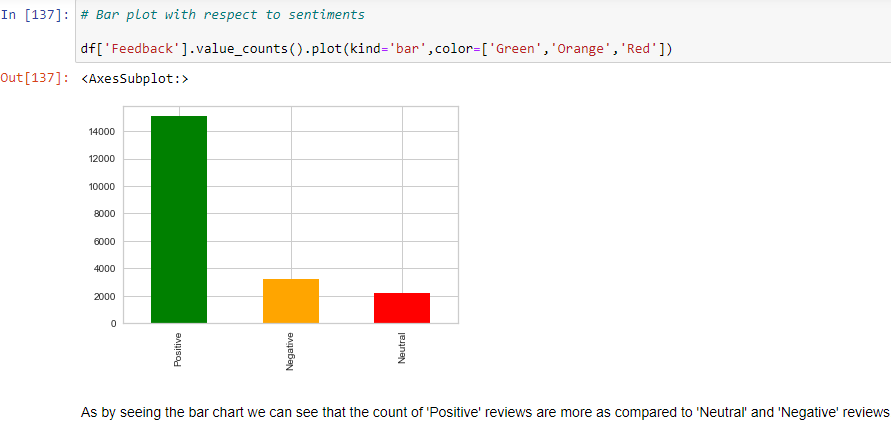 In [137]: # Bar plot with respect to sentiments
df['Feedback'].value_counts().plot(kind='bar',color=['Green','Orange','Red'])
Out[137]: <AxesSubplot:>
14000
12000
10000
8000
6000
4000
2000
0
Positive
Negative
Neutral
As by seeing the bar chart we can see that the count of 'Positive' reviews are more as compared to 'Neutral' and 'Negative' reviews